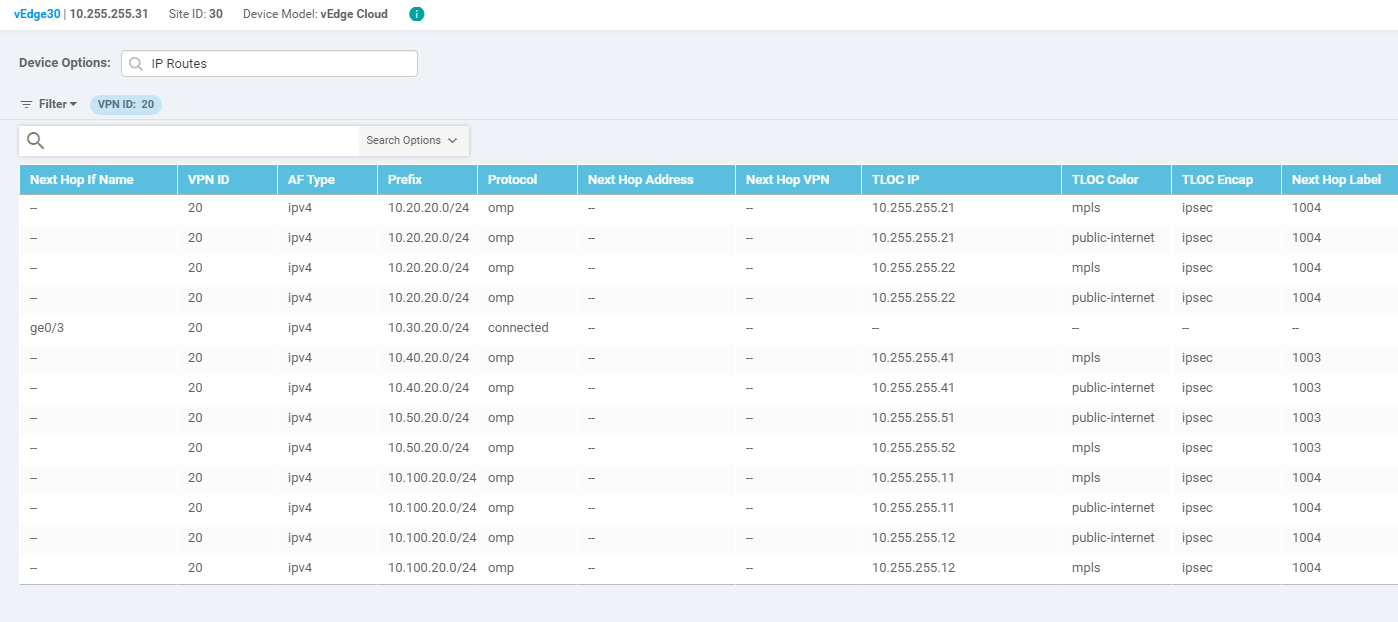 vEdge30 | 10.255.255.31 Site ID: 30 Device Model: vEdge Cloud i
Device Options: IP Routes
Filter VPN ID: 20
Search Options
Next Hop If Name VPN ID AF Type Prefix Protocol Next Hop Address Next Hop VPN TLOC IP TLOC Color TLOC Encap Next Hop Label
-- 20 ipv4 10.20.20.0/24 omp -- -- 10.255.255.21 mpls ipsec 1004
-- 20 ipv4 10.20.20.0/24 omp -- -- 10.255.255.21 public-internet ipsec 1004
-- 20 ipv4 10.20.20.0/24 omp -- -- 10.255.255.22 mpls ipsec 1004
-- 20 ipv4 10.20.20.0/24 omp -- -- 10.255.255.22 public-internet ipsec 1004
ge0/3 20 ipv4 10.30.20.0/24 connected -- -- -- -- -- --
-- 20 ipv4 10.40.20.0/24 omp -- -- 10.255.255.41 mpls ipsec 1003
-- 20 ipv4 10.40.20.0/24 omp -- -- 10.255.255.41 public-internet ipsec 1003
-- 20 ipv4 10.50.20.0/24 omp -- -- 10.255.255.51 public-internet ipsec 1003
-- 20 ipv4 10.50.20.0/24 omp -- -- 10.255.255.52 mpls ipsec 1003
-- 20 ipv4 10.100.20.0/24 omp -- -- 10.255.255.11 mpls ipsec 1004
-- 20 ipv4 10.100.20.0/24 omp -- -- 10.255.255.11 public-internet ipsec 1004
-- 20 ipv4 10.100.20.0/24 omp -- -- 10.255.255.12 public-internet ipsec 1004
-- 20 ipv4 10.100.20.0/24 omp -- -- 10.255.255.12 mpls ipsec 1004